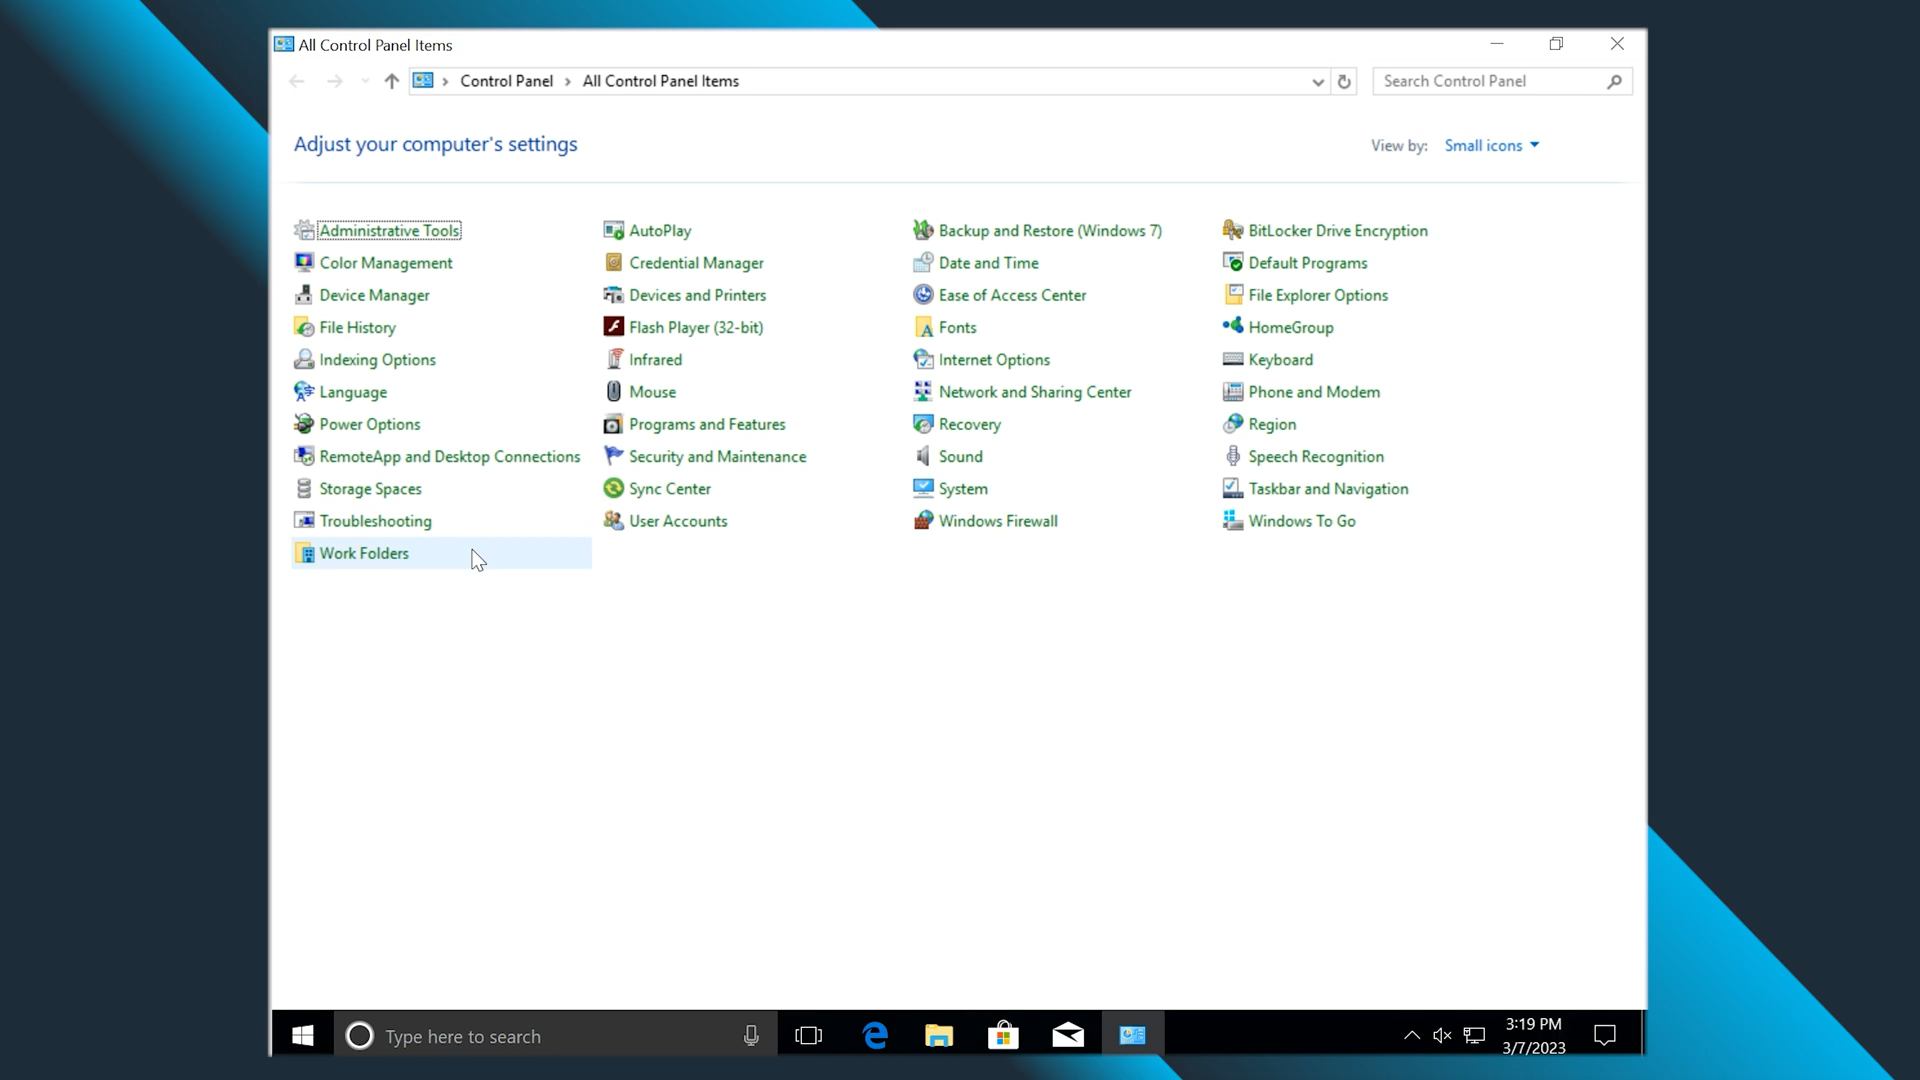 All Control Panel Items
Control Panel > All Control Panel Items
Search Control Panel
Adjust your computer's settings
View by: Small icons
Administrative Tools AutoPlay Backup and Restore (Windows 7) BitLocker Drive Encryption
Color Management Credential Manager Date and Time Default Programs
Device Manager Devices and Printers Ease of Access Center File Explorer Options
File History Flash Player (32-bit) Fonts HomeGroup
Indexing Options Infrared Internet Options Keyboard
Language Mouse Network and Sharing Center Phone and Modem
Power Options Programs and Features Recovery Region
RemoteApp and Desktop Connections Security and Maintenance Sound Speech Recognition
Storage Spaces Sync Center System Taskbar and Navigation
Troubleshooting User Accounts Windows Firewall Windows To Go
Work Folders
Type here to search
3:19 PM
3/7/2023